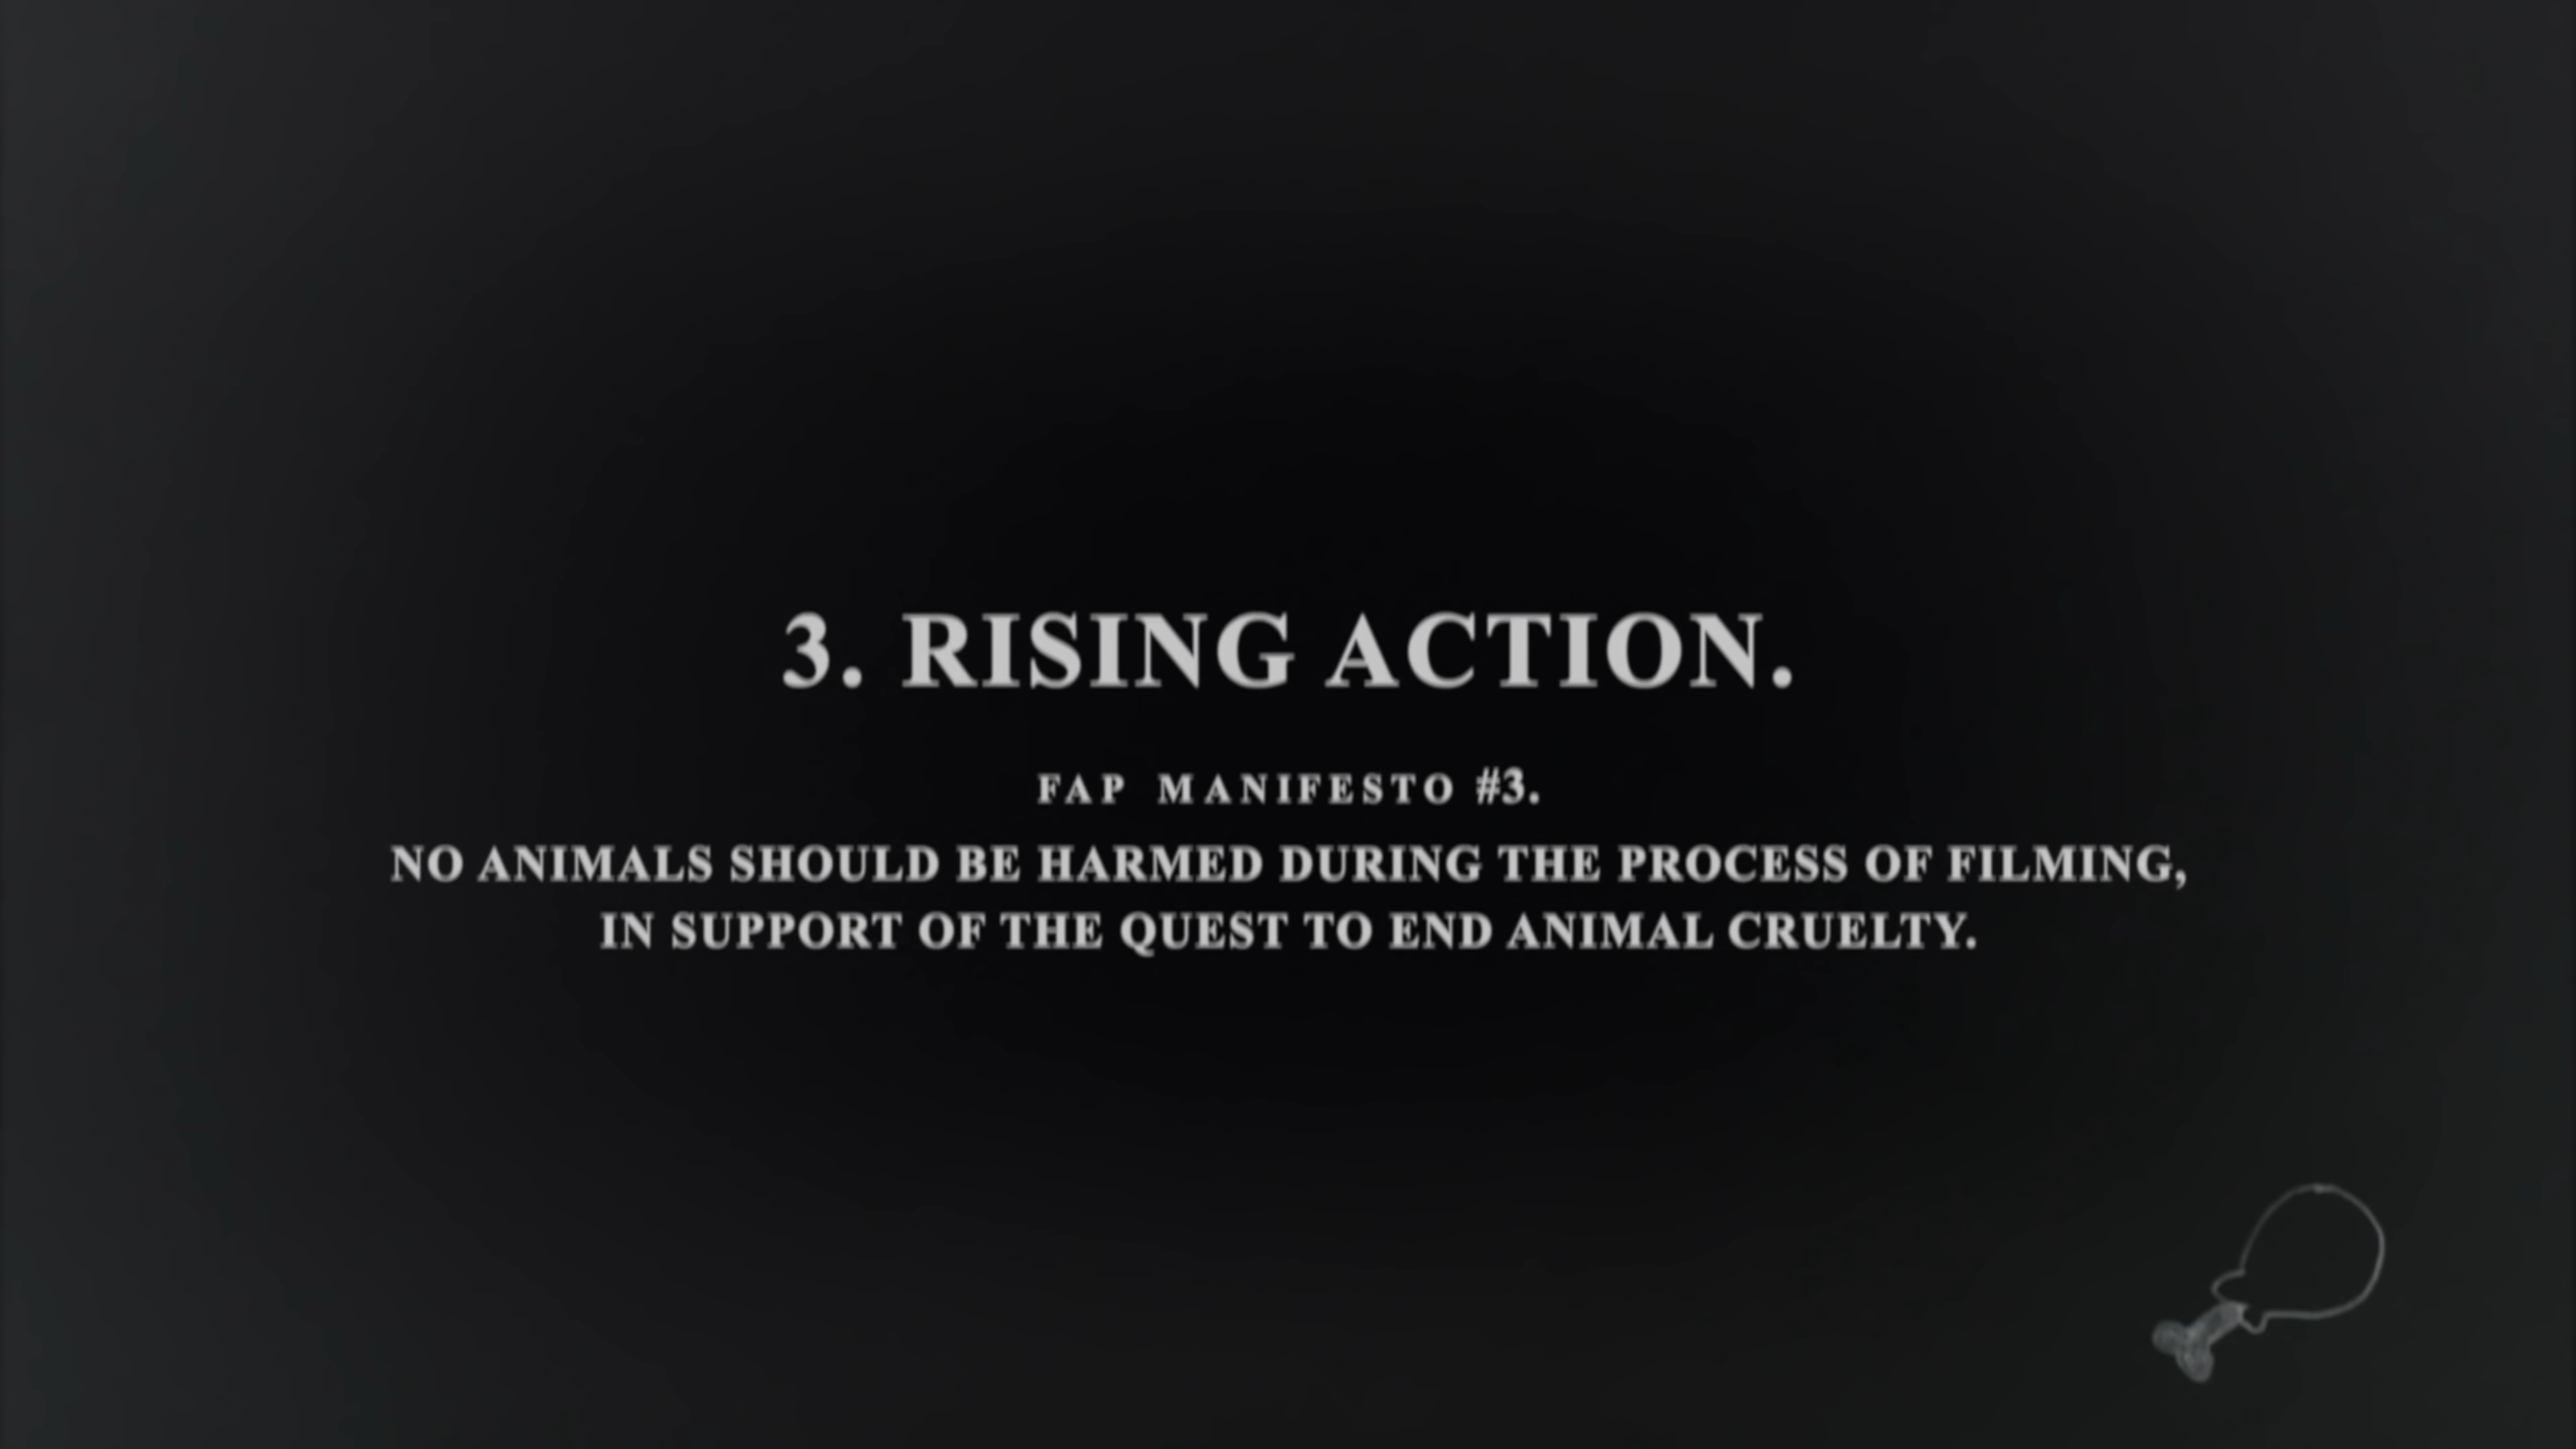 3. RISING ACTION.
FAP MANIFESTO #3.
NO ANIMALS SHOULD BE HARMED DURING THE PROCESS OF FILMING,
IN SUPPORT OF THE QUEST TO END ANIMAL CRUELTY.